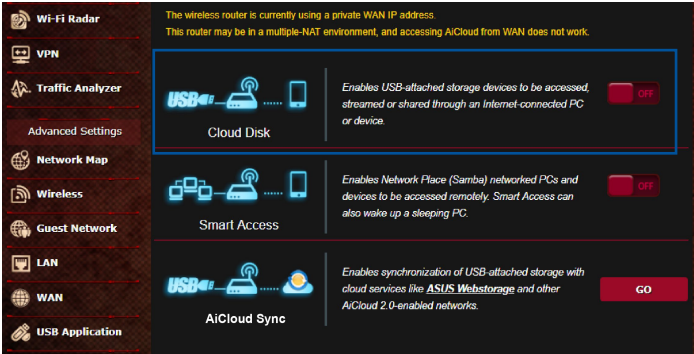 Wi-Fi Radar
VPN
Traffic Analyzer
Advanced Settings
Network Map
Wireless
Guest Network
LAN
WAN
USB Application
The wireless router is currently using a private WAN IP address.
This router may be in a multiple-NAT environment, and accessing AiCloud from WAN does not work.
USB
Cloud Disk
Enables USB-attached storage devices to be accessed,
streamed or shared through an Internet-connected PC
or device.
OFF
Smart Access
Enables Network Place (Samba) networked PCs and
devices to be accessed remotely. Smart Access can
also wake up a sleeping PC.
OFF
USB
AiCloud Sync
Enables synchronization of USB-attached storage with
cloud services like ASUS Webstorage and other
AiCloud 2.0-enabled networks.
GO